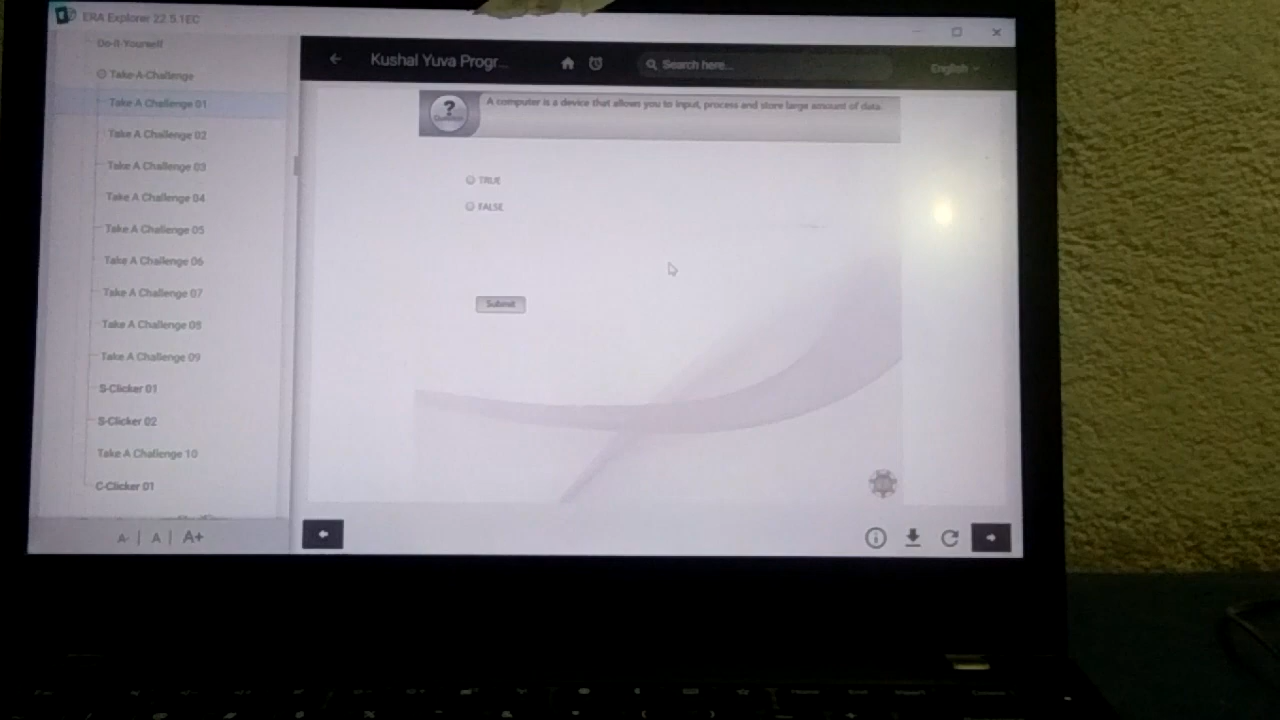 ERA Explorer 22.5.1EC
Do-It-Yourself
Take-A-Challenge
Take A Challenge 01
Take A Challenge 02
Take A Challenge 03
Take A Challenge 04
Take A Challenge 05
Take A Challenge 06
Take A Challenge 07
Take A Challenge 08
Take A Challenge 09
S-Clicker 01
S-Clicker 02
Take A Challenge 10
C-Clicker 01
A- | A | A+
Kushal Yuva Progr...
Search here...
English
? Question
A computer is a device that allows you to input, process and store large amount of data.
TRUE
FALSE
Submit